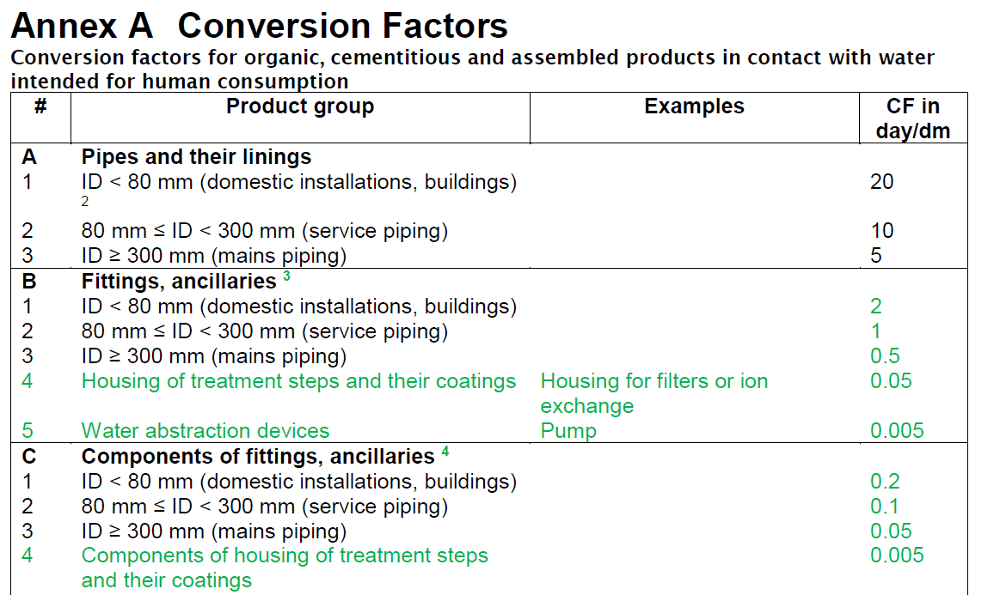 Annex A Conversion Factors
Conversion factors for organic, cementitious and assembled products in contact with water
intended for human consumption
# Product group Examples CF in
day/dm
A Pipes and their linings
1 ID < 80 mm (domestic installations, buildings) 20
2
2 80 mm ≤ ID < 300 mm (service piping) 10
3 ID ≥ 300 mm (mains piping) 5
B Fittings, ancillaries 3
1 ID < 80 mm (domestic installations, buildings) 2
2 80 mm ≤ ID < 300 mm (service piping) 1
3 ID ≥ 300 mm (mains piping) 0.5
4 Housing of treatment steps and their coatings Housing for filters or ion 0.05
exchange
5 Water abstraction devices Pump 0.005
C Components of fittings, ancillaries 4
1 ID < 80 mm (domestic installations, buildings) 0.2
2 80 mm ≤ ID < 300 mm (service piping) 0.1
3 ID ≥ 300 mm (mains piping) 0.05
4 Components of housing of treatment steps 0.005
and their coatings